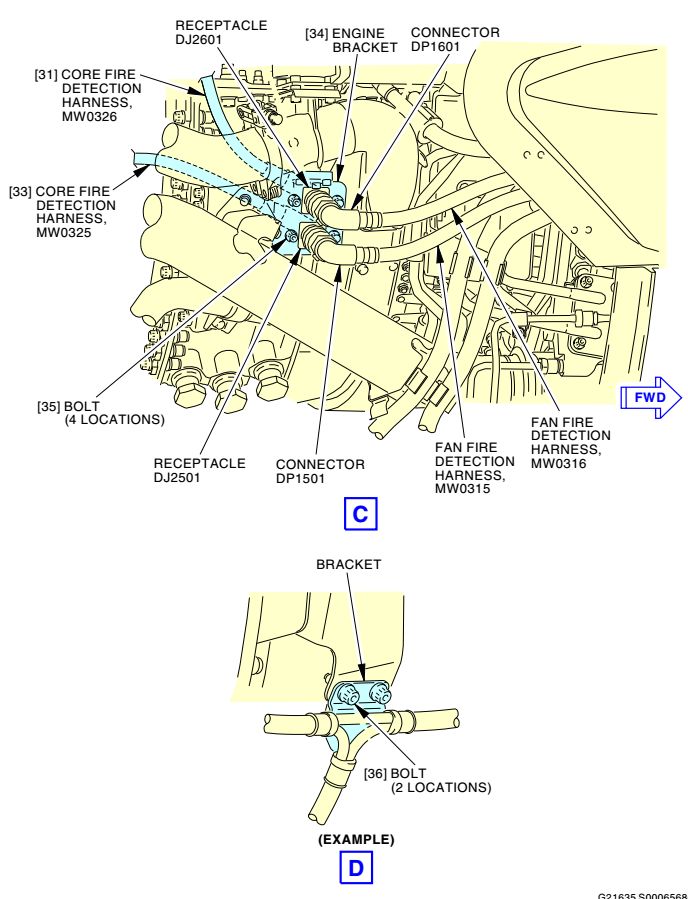 RECEPTACLE
DJ2601
[34] ENGINE
BRACKET
CONNECTOR
DP1601
[31] CORE FIRE
DETECTION
HARNESS,
MW0326
[33] CORE FIRE
DETECTION
HARNESS,
MW0325
FWD
[35] BOLT
(4 LOCATIONS)
RECEPTACLE
DJ2501
CONNECTOR
DP1501
FAN FIRE
DETECTION
HARNESS,
MW0315
FAN FIRE
DETECTION
HARNESS,
MW0316
C
BRACKET
[36] BOLT
(2 LOCATIONS)
(EXAMPLE)
D
G21635 S0006568